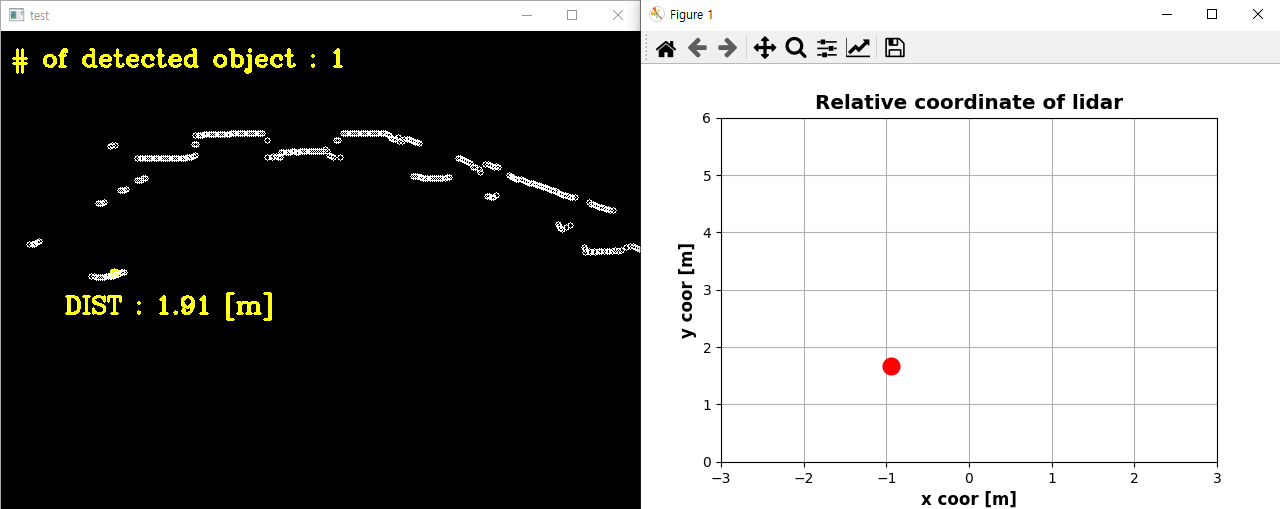 test
# of detected object : 1
DIST : 1.91 [m]
Figure 1
Relative coordinate of lidar
6
5
4
3
2
1
0
y coor [m]
−3 −2 −1 0 1 2 3
x coor [m]